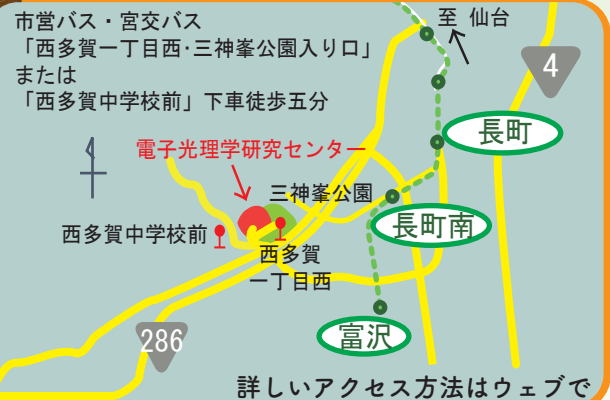 市営バス・宮交バス
「西多賀一丁目西･三神峯公園入り口」
または
「西多賀中学校前」下車徒歩五分
至 仙台
4
長町
電子光理学研究センター
三神峯公園
長町南
西多賀中学校前
西多賀
一丁目西
富沢
286
詳しいアクセス方法はウェブで